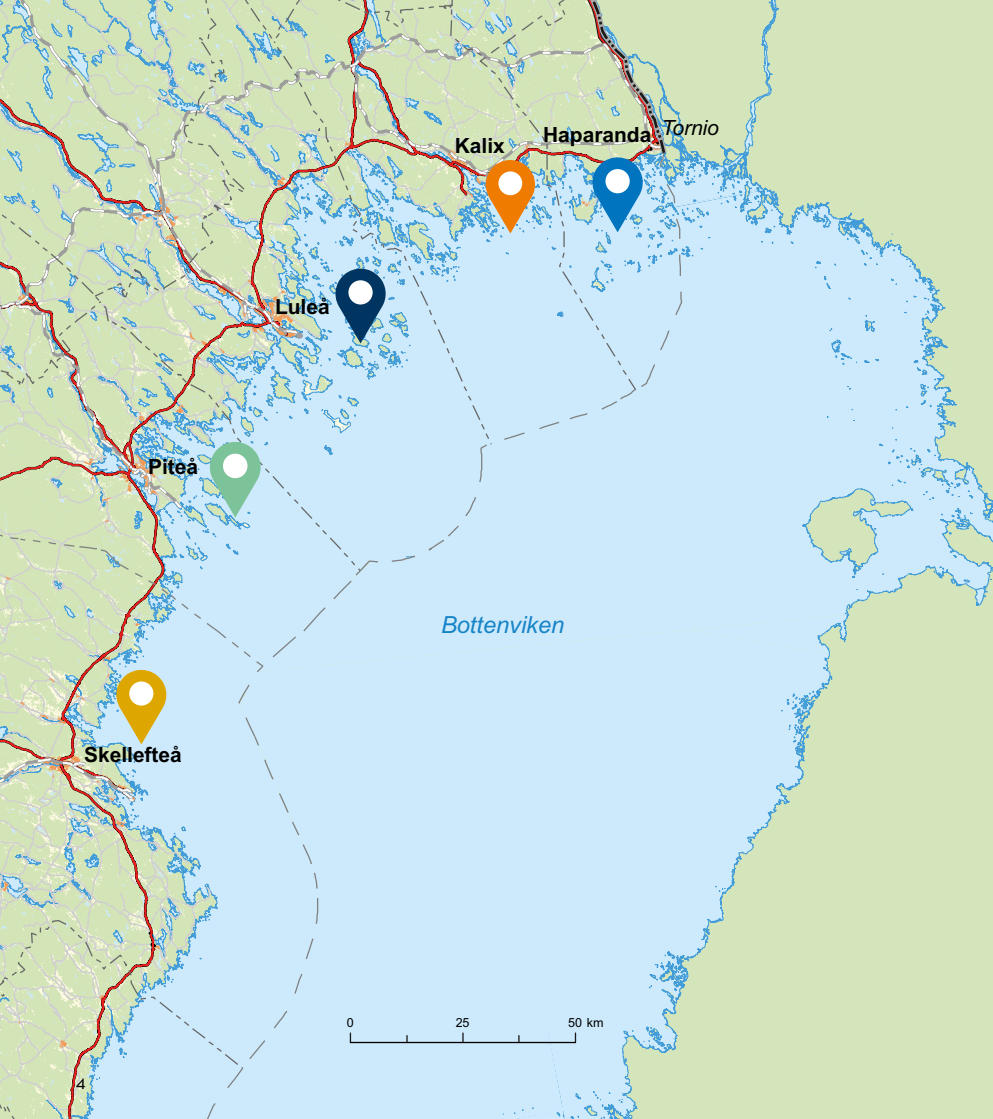 Haparanda
Tornio
Kalix
Luleå
Piteå
Bottenviken
Skellefteå
0 25 50 km
4